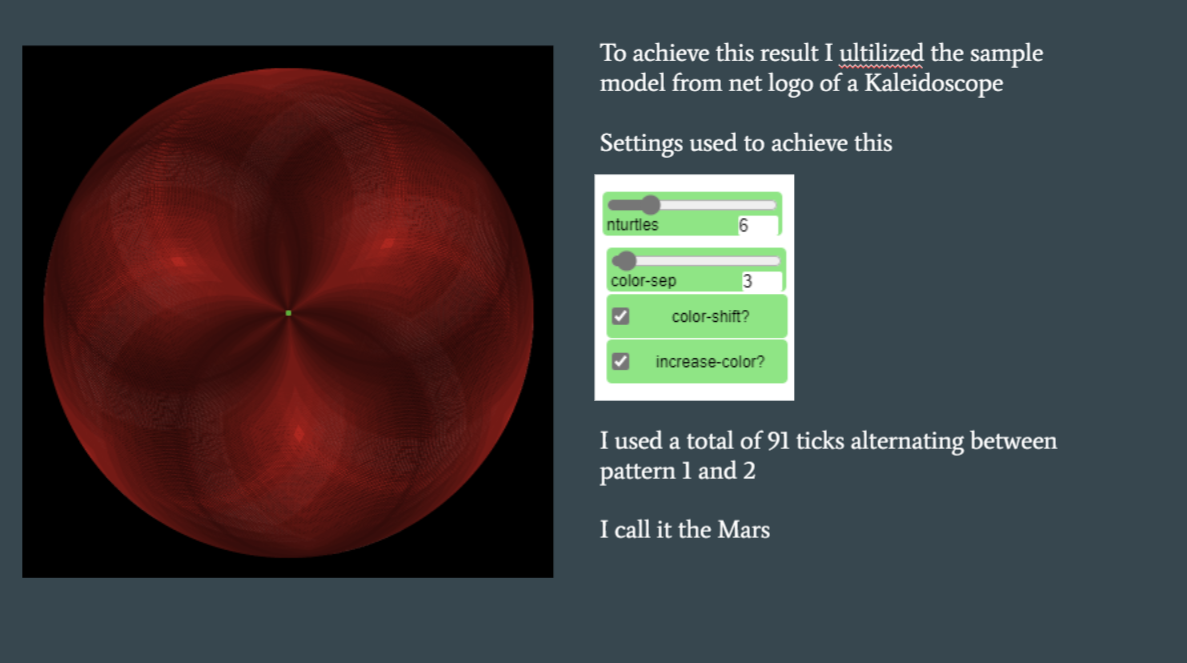 To achieve this result I ultilized the sample
model from net logo of a Kaleidoscope
Settings used to achieve this
nturtles 6
color-sep 3
color-shift?
increase-color?
I used a total of 91 ticks alternating between
pattern 1 and 2
I call it the Mars